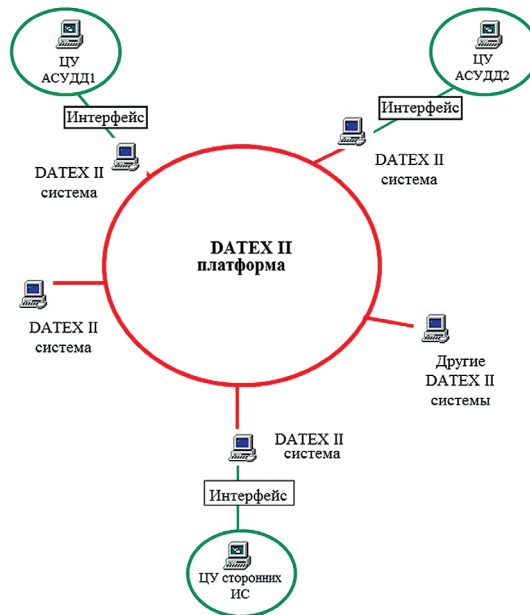 ЦУ
АСУДД1
ЦУ
АСУДД2
Интерфейс
Интерфейс
DATEX II
система
DATEX II
система
DATEX II
платформа
DATEX II
система
Другие
DATEX II
системы
DATEX II
система
Интерфейс
ЦУ сторонних
ИС